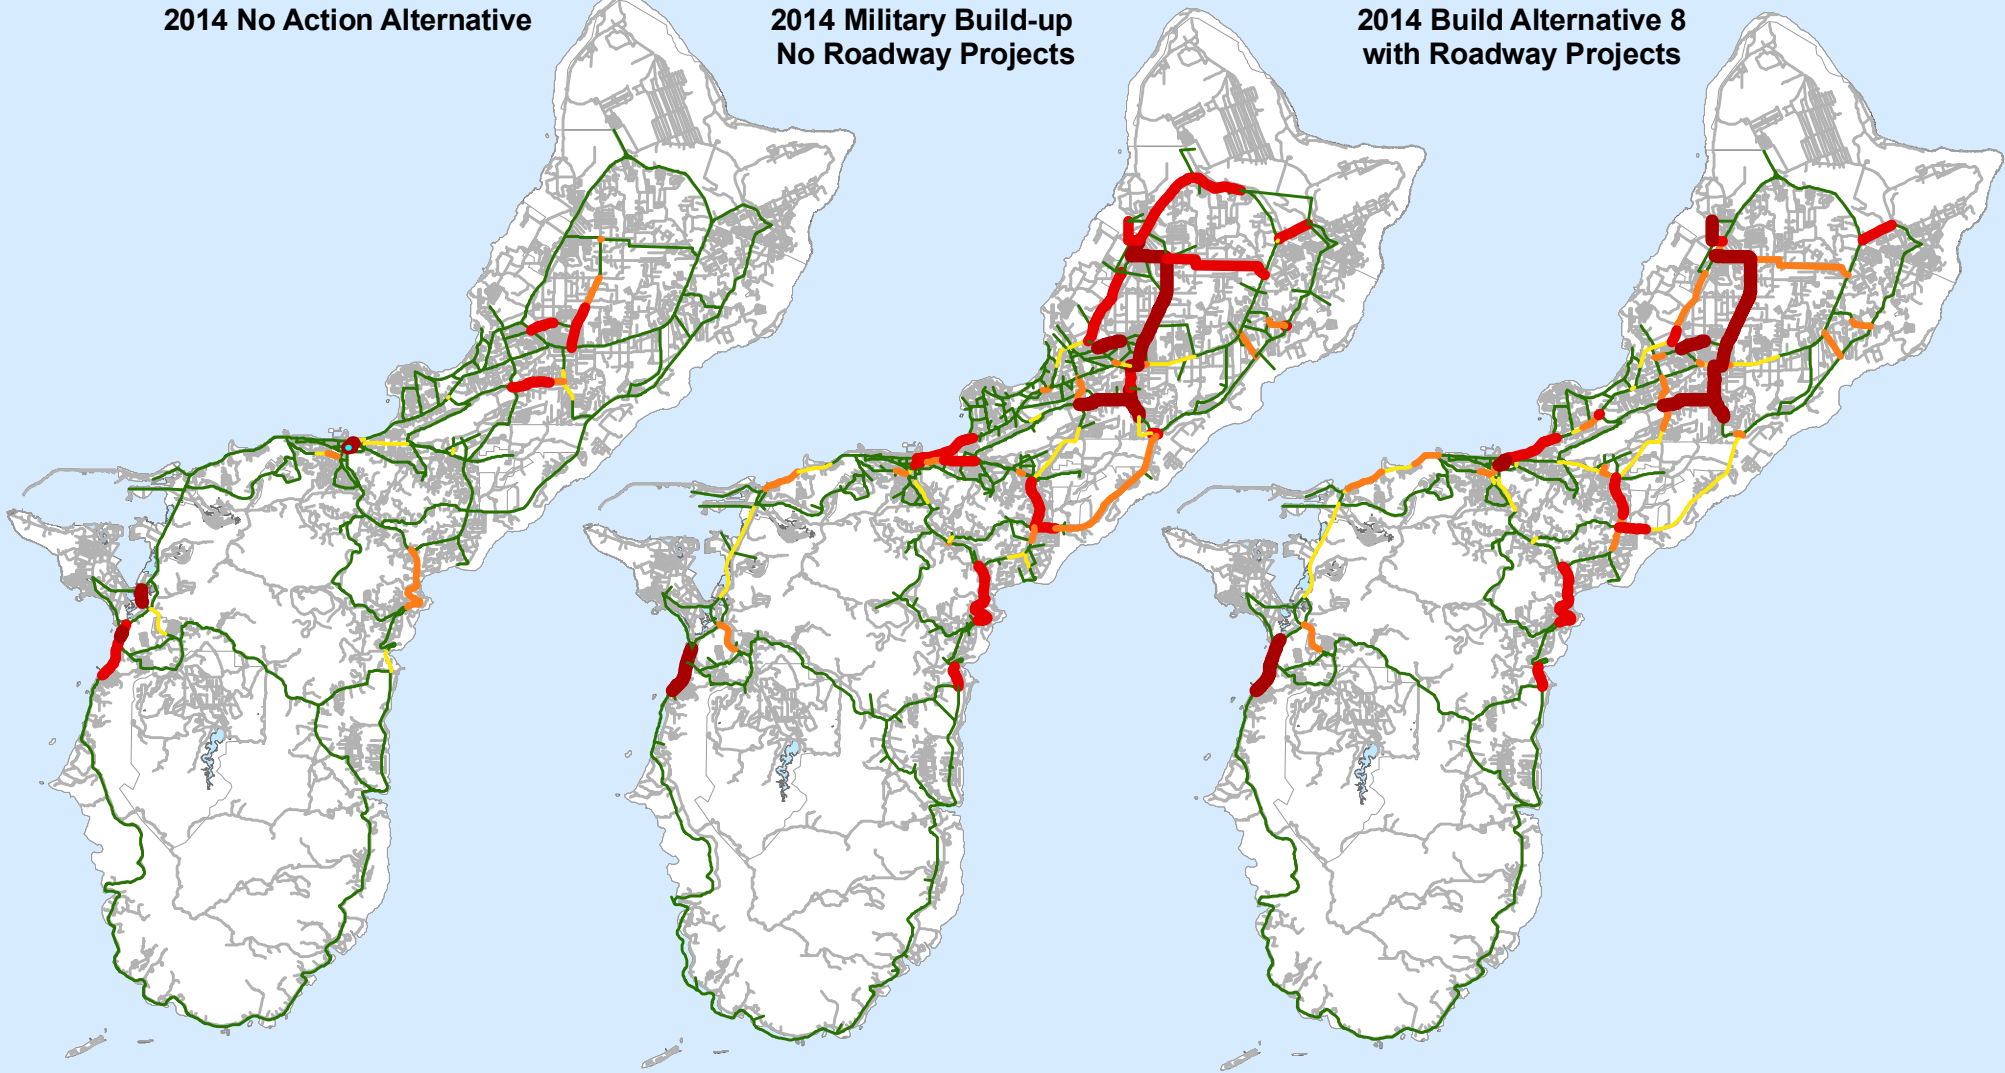 2014 No Action Alternative
2014 Military Build-up
No Roadway Projects
2014 Build Alternative 8
with Roadway Projects